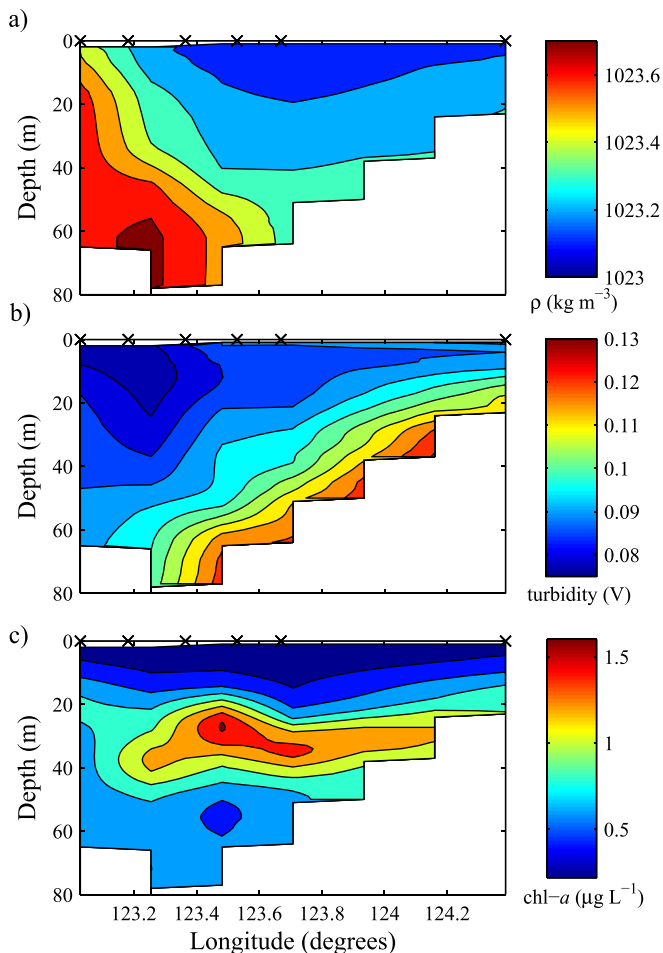 a)
0
20
40
60
80
Depth (m)
1023.6
1023.4
1023.2
1023
ρ (kg m−3)
b)
0
20
40
60
80
Depth (m)
0.13
0.12
0.11
0.1
0.09
0.08
turbidity (V)
c)
0
20
40
60
80
Depth (m)
123.2 123.4 123.6 123.8 124 124.2
Longitude (degrees)
1.5
1
0.5
chl−a (μg L−1)